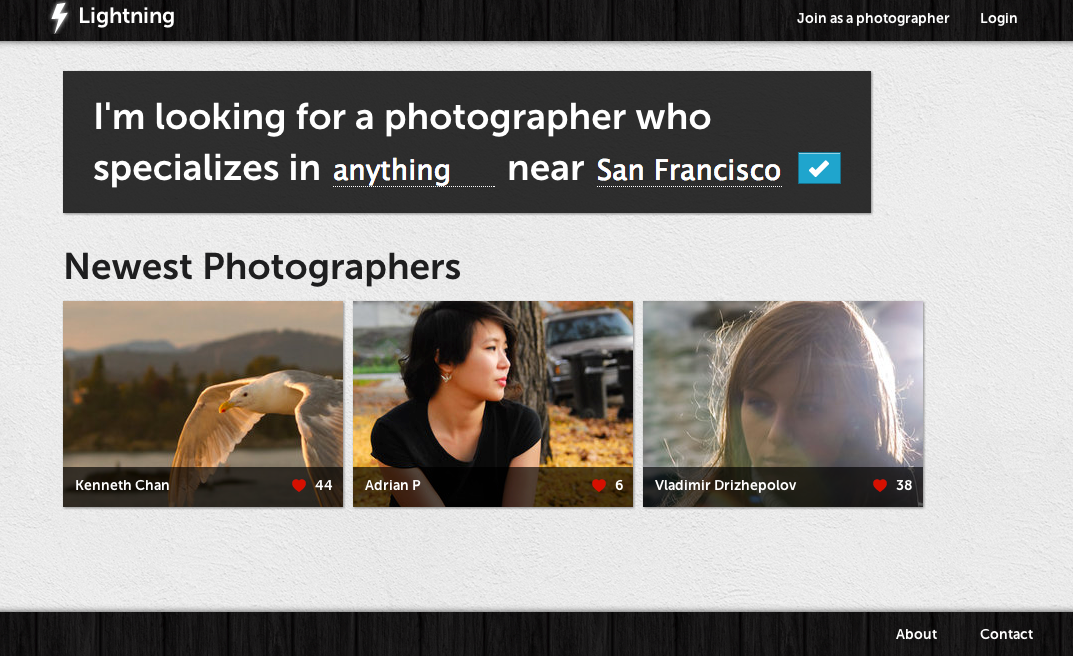 Lightning
Join as a photographer
Login
I'm looking for a photographer who
specializes in anything near San Francisco
Newest Photographers
Kenneth Chan
44
Adrian P
6
Vladimir Drizhepolov
38
About
Contact